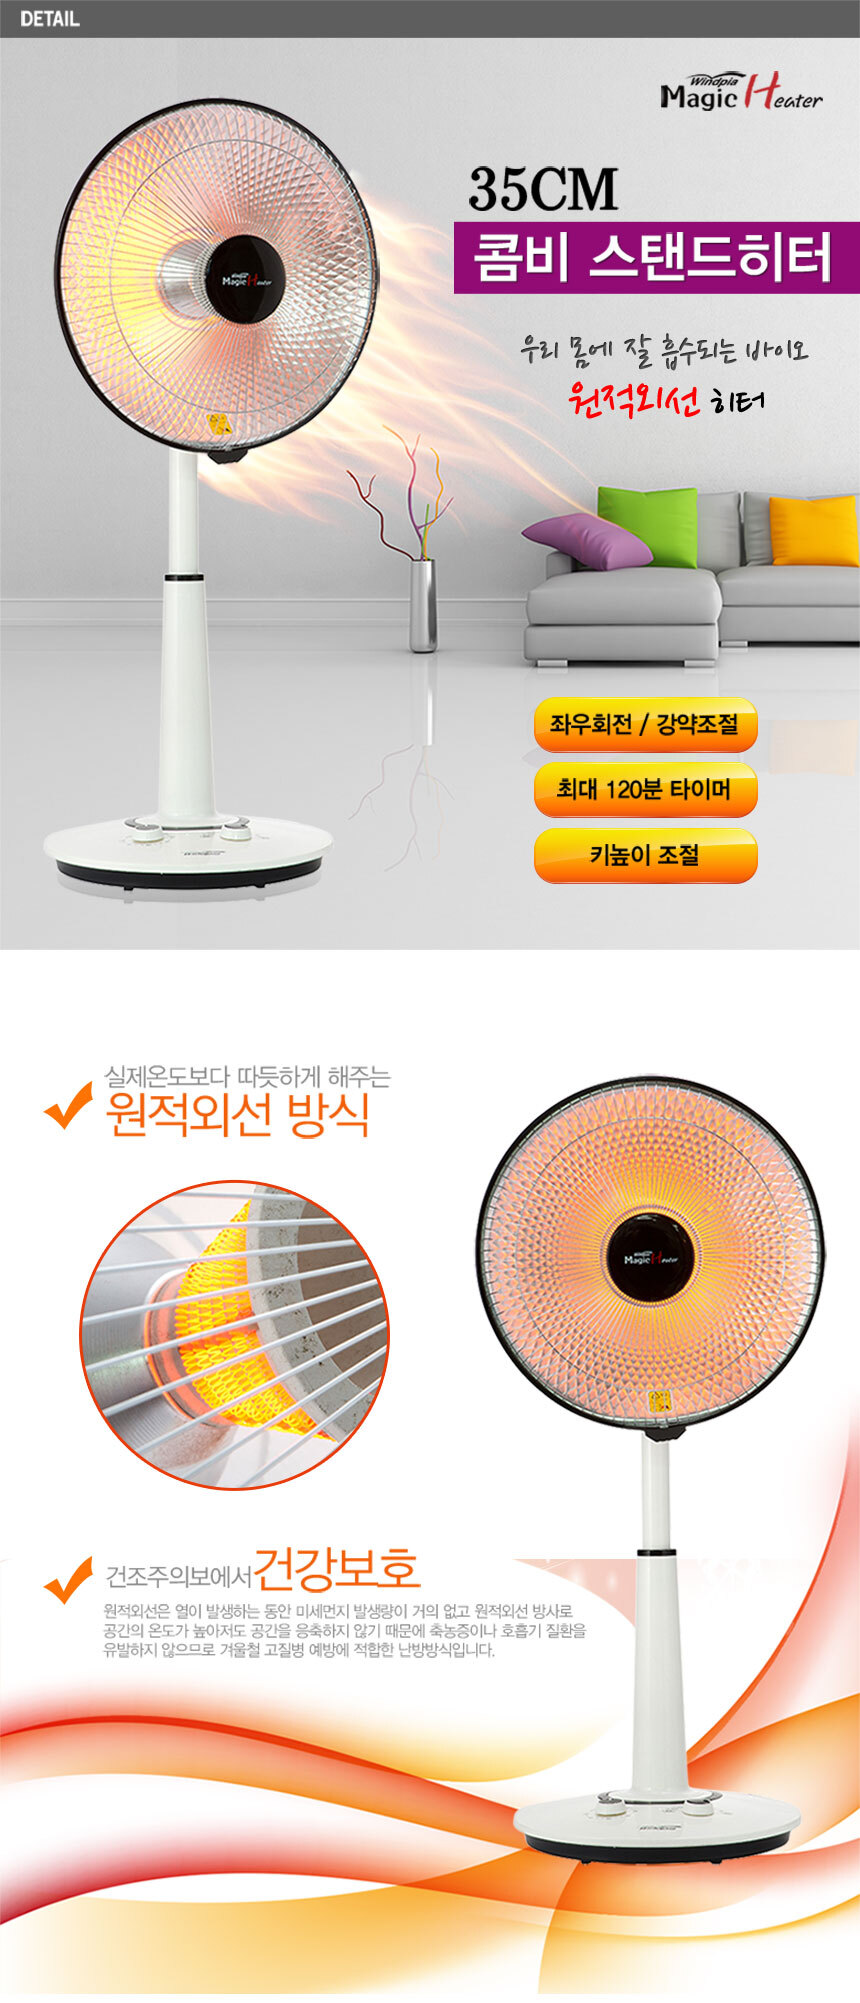 DETAIL
Windpia
Magic Heater
35CM
콤비 스탠드히터
우리 몸에 잘 흡수되는 바이오
원적외선 히터
Windpia
Magic Heater
좌우회전 / 강약조절
최대 120분 타이머
키높이 조절
실제온도보다 따듯하게 해주는
원적외선 방식
Windpia
Magic Heater
건조주의보에서 건강보호
원적외선은 열이 발생하는 동안 미세먼지 발생량이 거의 없고 원적외선 방사로
공간의 온도가 높아저도 공간을 응축하지 않기 때문에 축농증이나 호흡기 질환을
유발하지 않으므로 겨울철 고질병 예방에 적합한 난방방식입니다.